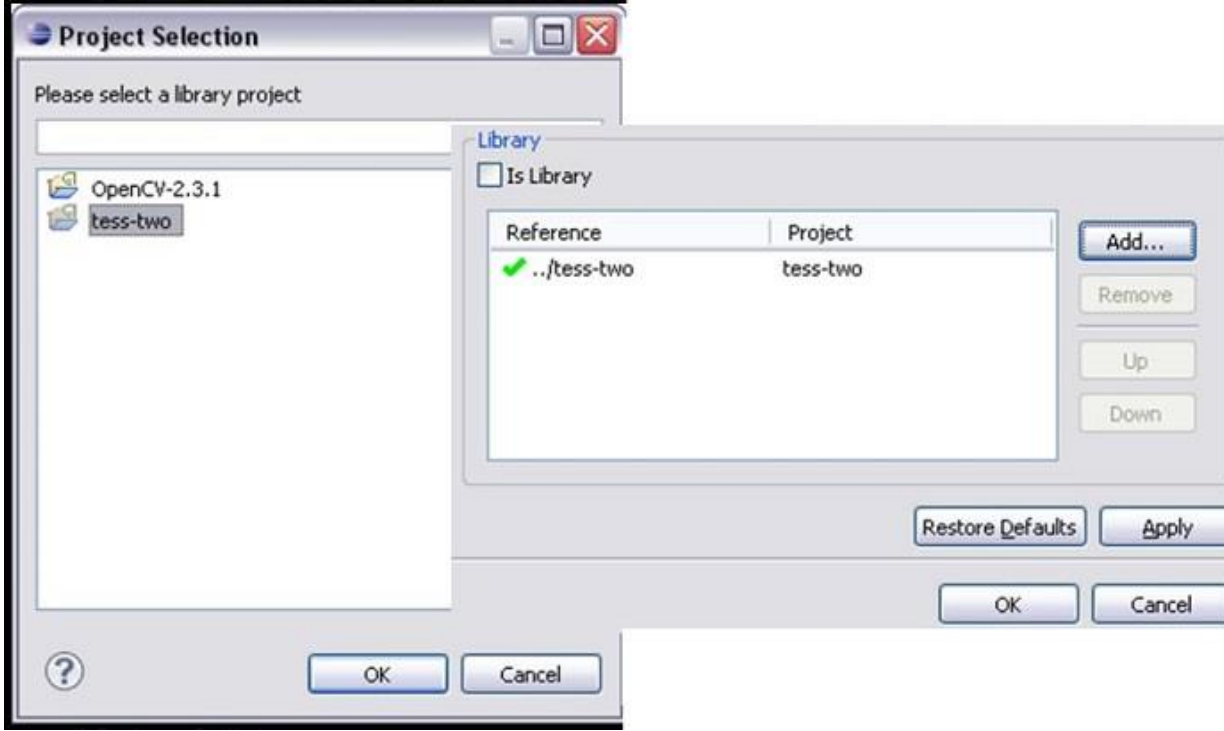 Project Selection
Please select a library project
OpenCV-2.3.1
tess-two
?
OK
Cancel
Library
Is Library
Reference Project
../tess-two tess-two
Add...
Remove
Up
Down
Restore Defaults
Apply
OK
Cancel